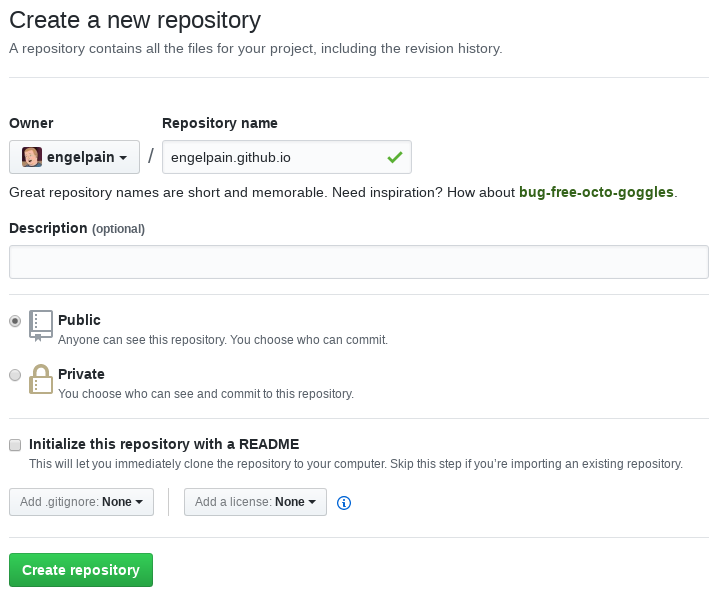 Create a new repository
A repository contains all the files for your project, including the revision history.
Owner Repository name
engelpain / engelpain.github.io
Great repository names are short and memorable. Need inspiration? How about bug-free-octo-goggles.
Description (optional)
Public
Anyone can see this repository. You choose who can commit.
Private
You choose who can see and commit to this repository.
Initialize this repository with a README
This will let you immediately clone the repository to your computer. Skip this step if you’re importing an existing repository.
Add .gitignore: None Add a license: None
Create repository